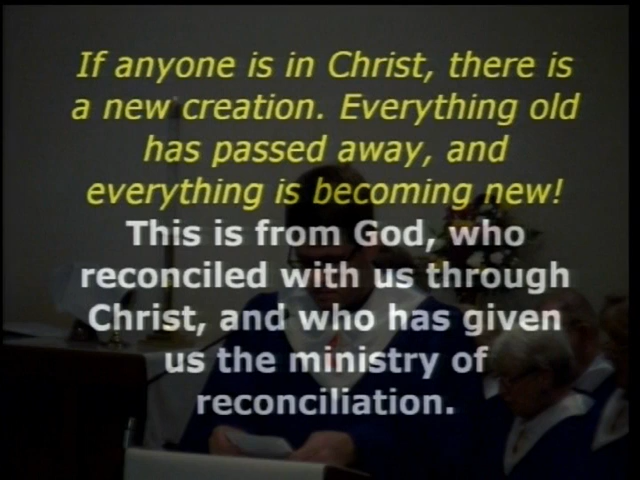 If anyone is in Christ, there is
a new creation. Everything old
has passed away, and
everything is becoming new!
This is from God, who
reconciled with us through
Christ, and who has given
us the ministry of
reconciliation.